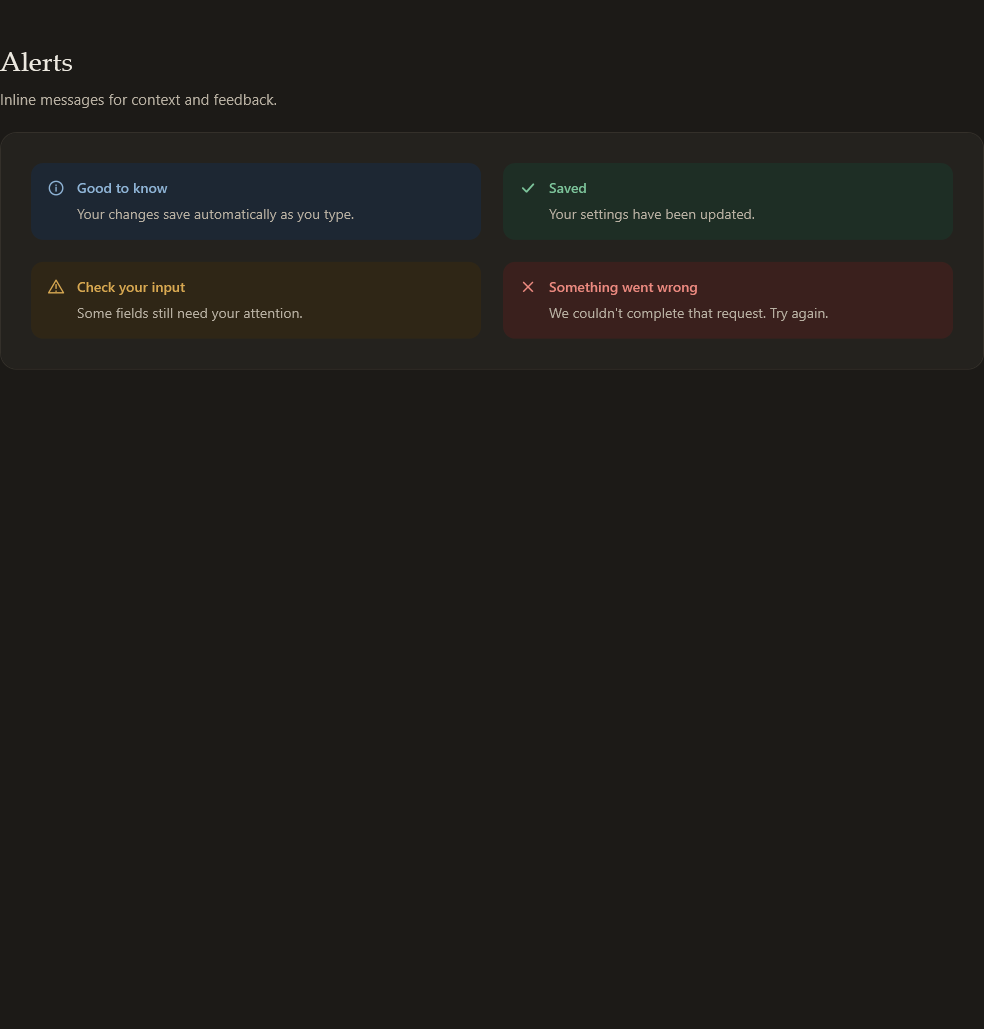 Alerts
Inline messages for context and feedback.
Good to know
Your changes save automatically as you type.
Saved
Your settings have been updated.
Check your input
Some fields still need your attention.
Something went wrong
We couldn't complete that request. Try again.